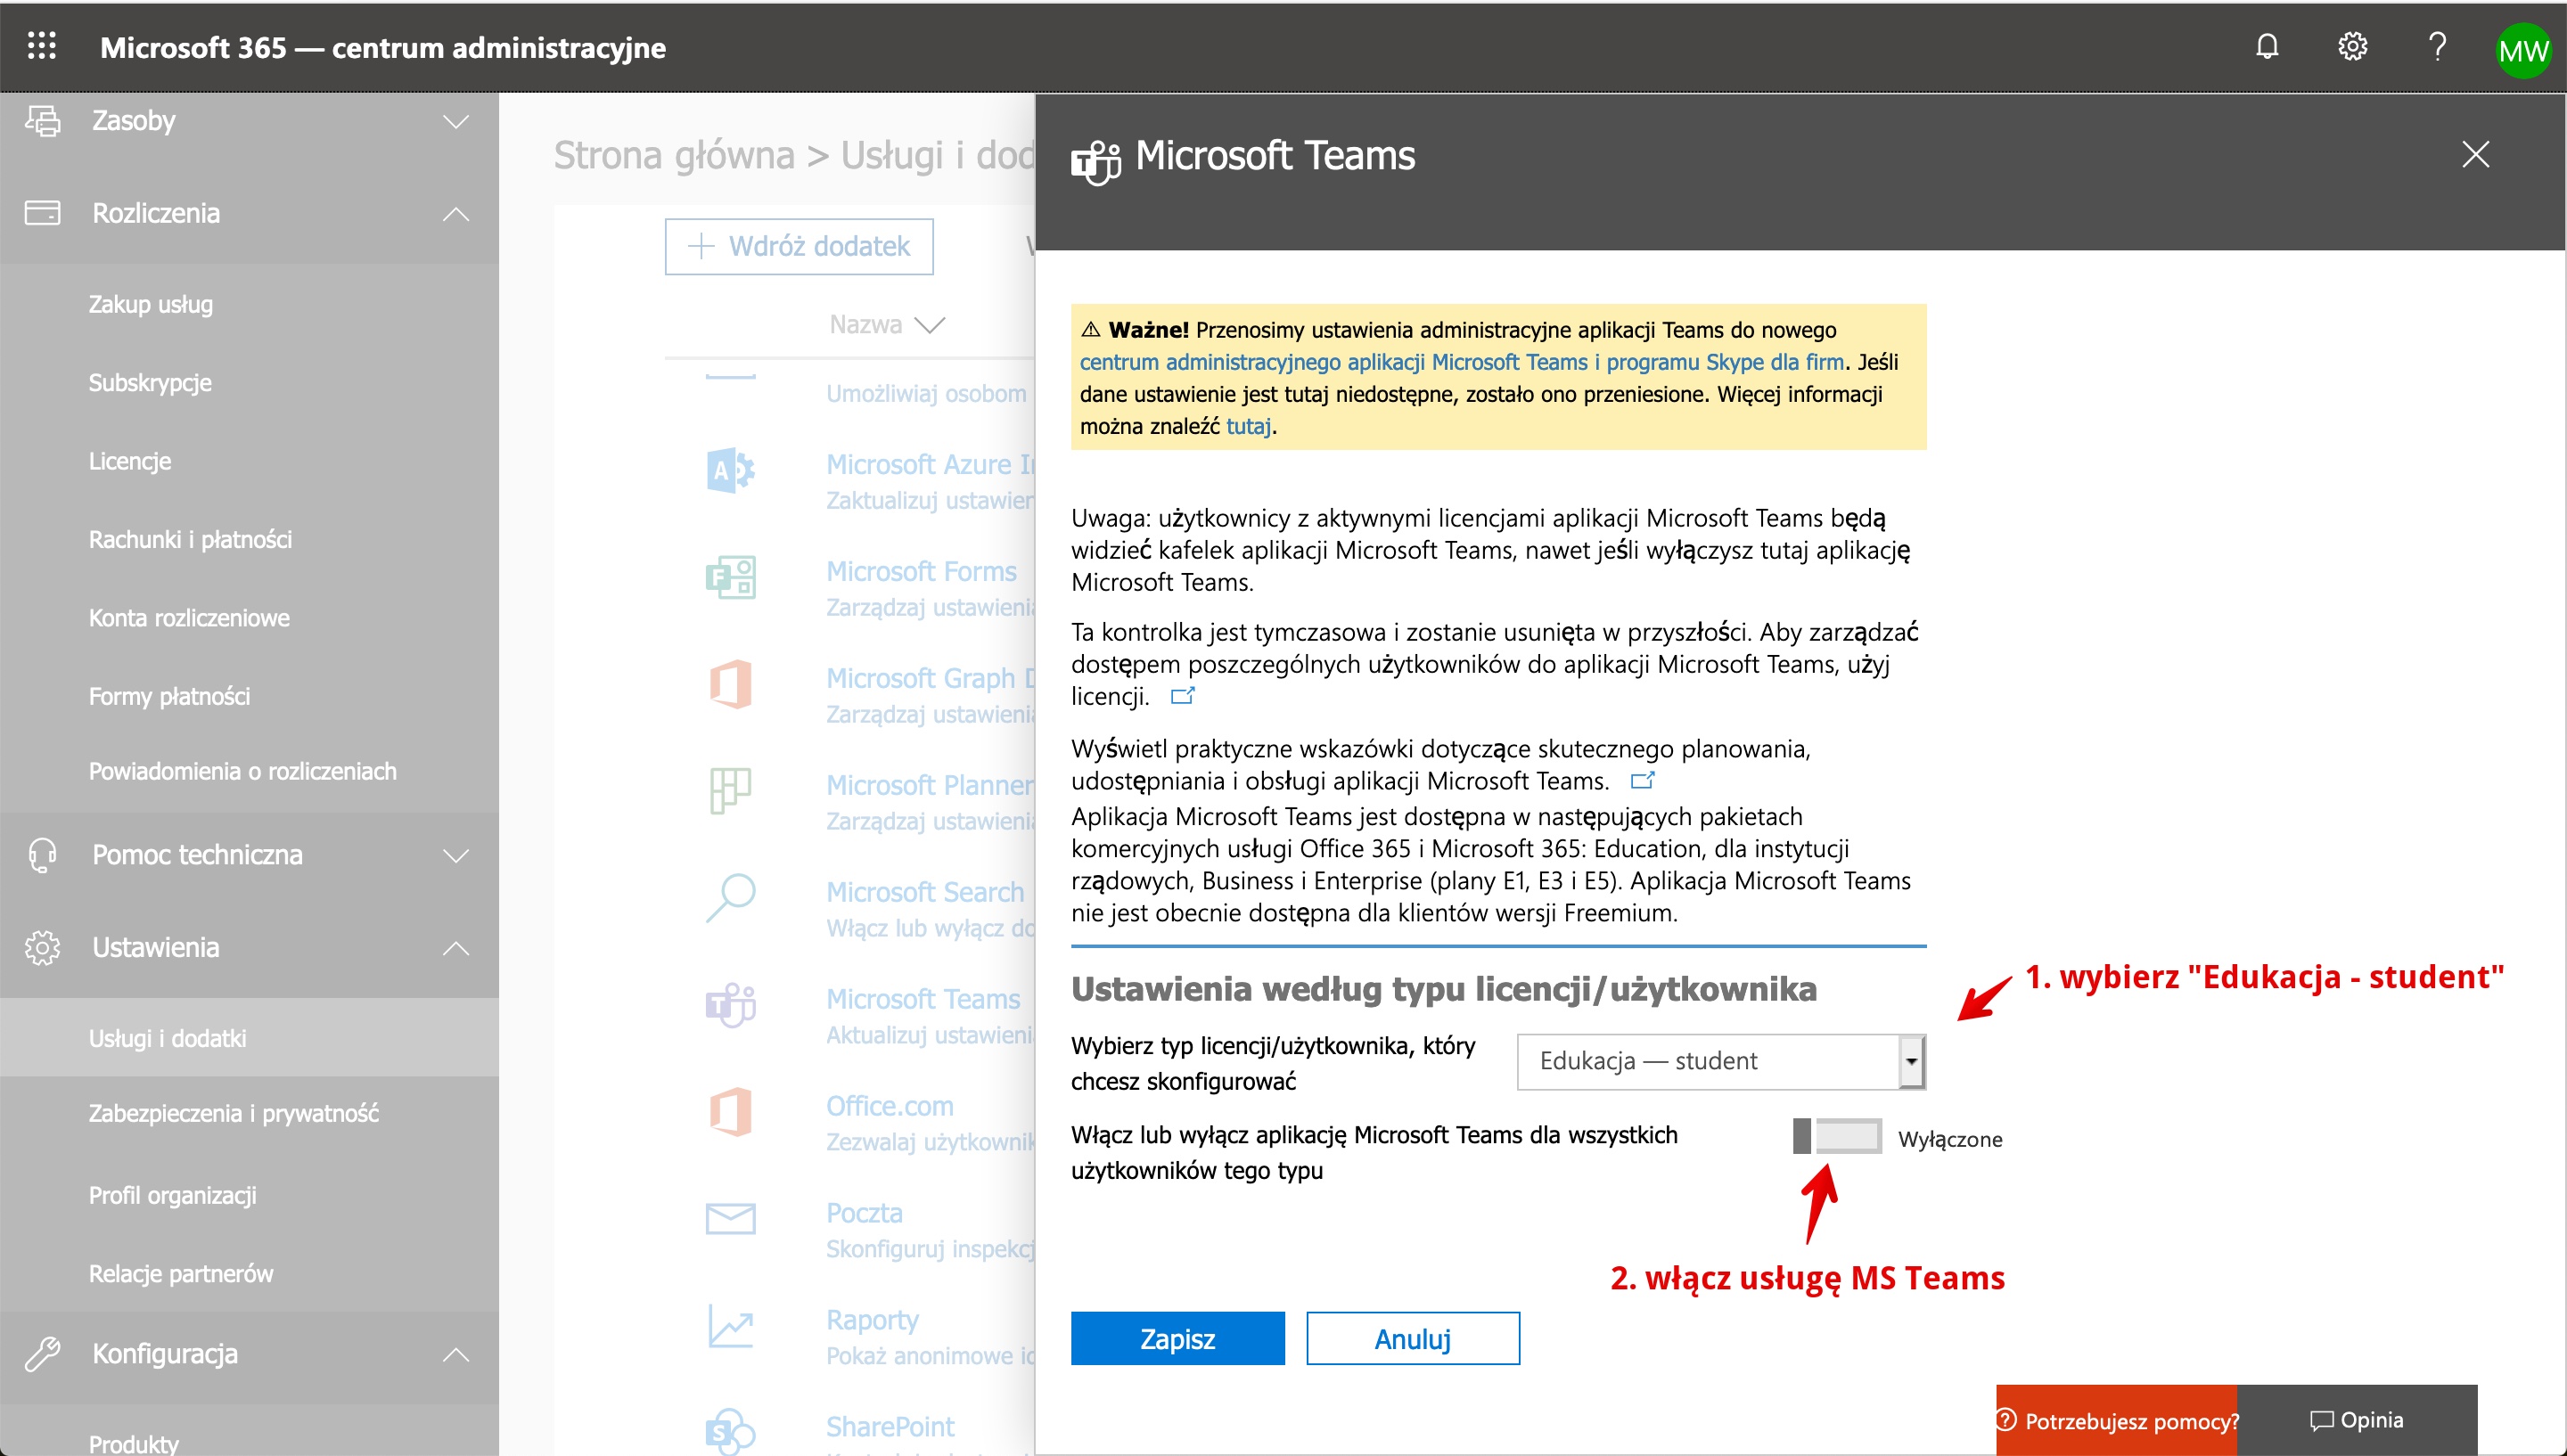 Microsoft 365 — centrum administracyjne
MW
Zasoby
Rozliczenia
Zakup usług
Subskrypcje
Licencje
Rachunki i płatności
Konta rozliczeniowe
Formy płatności
Powiadomienia o rozliczeniach
Pomoc techniczna
Ustawienia
Usługi i dodatki
Zabezpieczenia i prywatność
Profil organizacji
Relacje partnerów
Konfiguracja
Produkty
Strona główna > Usługi i dod
Wdróż dodatek
Nazwa
Umożliwiaj osobom
Microsoft Azure
Zaktualizuj ustawien
Microsoft Forms
Zarządzaj ustawienia
Microsoft Graph
Zarządzaj ustawienia
Microsoft Planner
Zarządzaj ustawienia
Microsoft Search
Włącz lub wyłącz do
Microsoft Teams
Aktualizuj ustawieni
Office.com
Zezwalaj użytkownik
Poczta
Skonfiguruj inspekcj
Raporty
Pokaż anonimowe
SharePoint
Microsoft Teams
Ważne! Przenosimy ustawienia administracyjne aplikacji Teams do nowego
centrum administracyjnego aplikacji Microsoft Teams i programu Skype dla firm. Jeśli
dane ustawienie jest tutaj niedostępne, zostało ono przeniesione. Więcej informacji
można znaleźć tutaj.
Uwaga: użytkownicy z aktywnymi licencjami aplikacji Microsoft Teams będą
widzieć kafelek aplikacji Microsoft Teams, nawet jeśli wyłączysz tutaj aplikację
Microsoft Teams.
Ta kontrolka jest tymczasowa i zostanie usunięta w przyszłości. Aby zarządzać
dostępem poszczególnych użytkowników do aplikacji Microsoft Teams, użyj
licencji.
Wyświetl praktyczne wskazówki dotyczące skutecznego planowania,
udostępniania i obsługi aplikacji Microsoft Teams.
Aplikacja Microsoft Teams jest dostępna w następujących pakietach
komercyjnych usługi Office 365 i Microsoft 365: Education, dla instytucji
rządowych, Business i Enterprise (plany E1, E3 i E5). Aplikacja Microsoft Teams
nie jest obecnie dostępna dla klientów wersji Freemium.
Ustawienia według typu licencji/użytkownika
1. wybierz "Edukacja - student"
Wybierz typ licencji/użytkownika, który
chcesz skonfigurować
Edukacja — student
Włącz lub wyłącz aplikację Microsoft Teams dla wszystkich
użytkowników tego typu
Wyłączone
2. włącz usługę MS Teams
Zapisz
Anuluj
Potrzebujesz pomocy?
Opinia